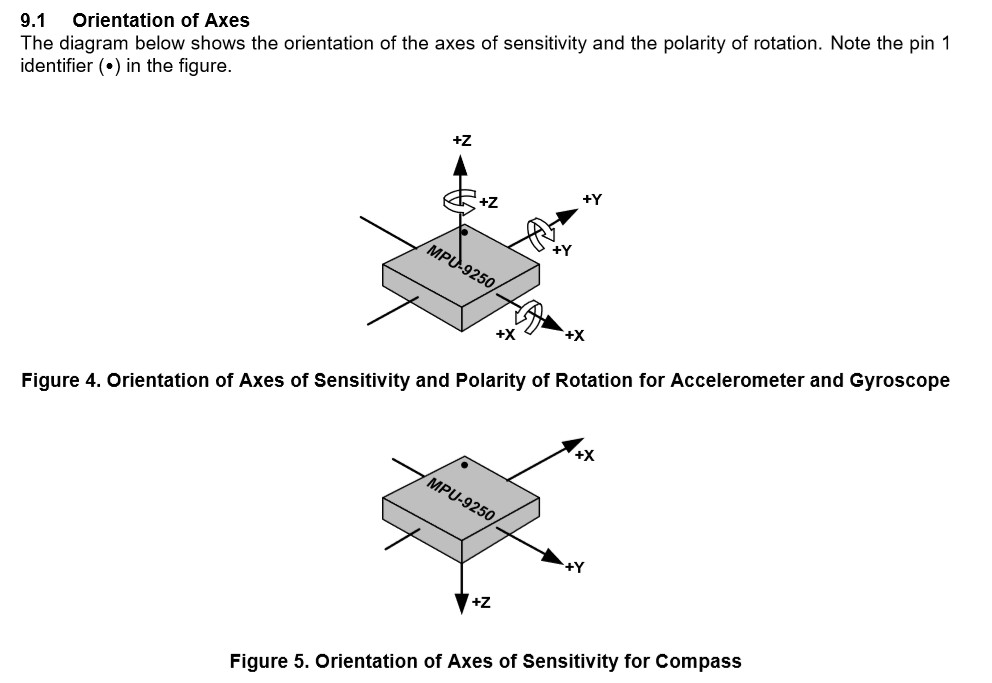 9.1 Orientation of Axes
The diagram below shows the orientation of the axes of sensitivity and the polarity of rotation. Note the pin 1
identifier (•) in the figure.
+Z
+Z
+Y
+Y
MPU-9250
+X
+X
Figure 4. Orientation of Axes of Sensitivity and Polarity of Rotation for Accelerometer and Gyroscope
+X
MPU-9250
+Y
+Z
Figure 5. Orientation of Axes of Sensitivity for Compass